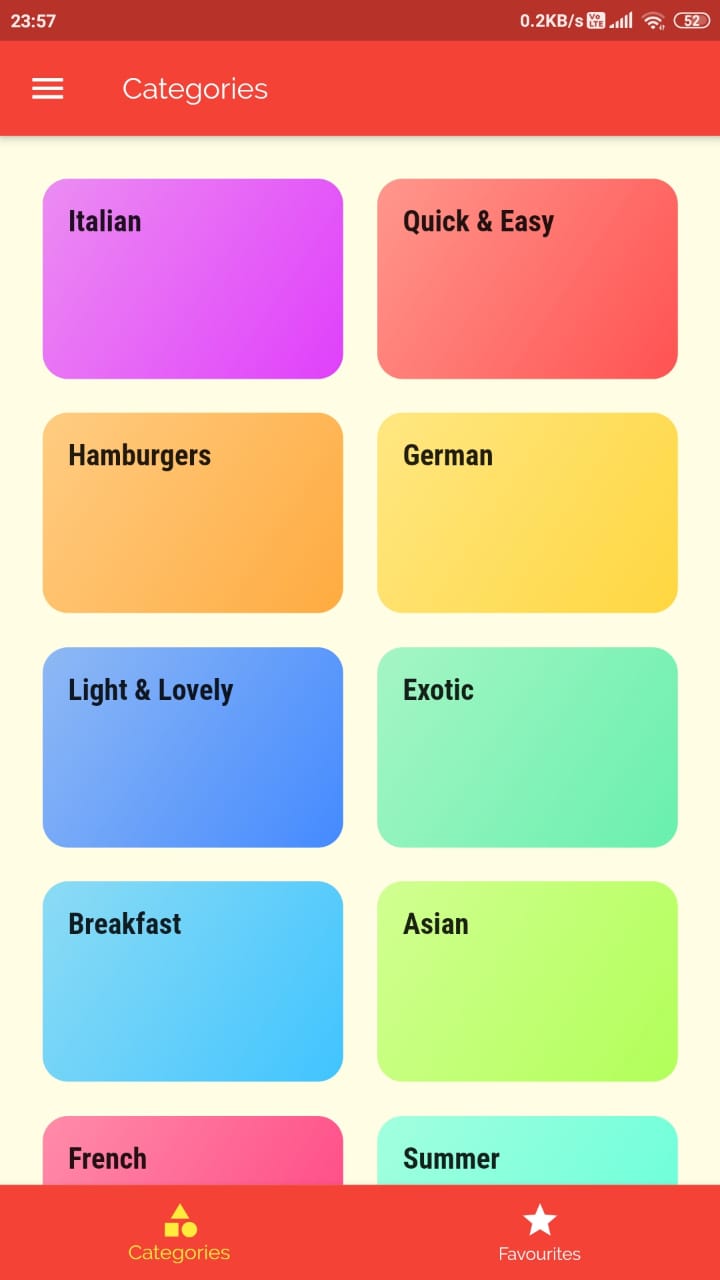 23:57 0.2KB/s Vo LTE 52
Categories
Italian
Quick & Easy
Hamburgers
German
Light & Lovely
Exotic
Breakfast
Asian
French
Summer
Categories
Favourites